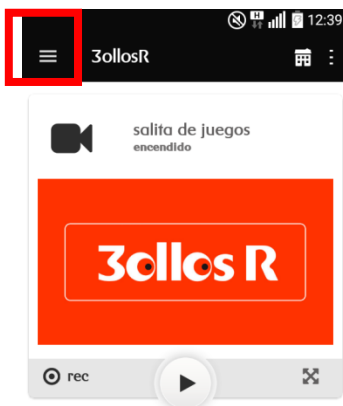 H 12:39
3ollosR
salita de juegos
encendido
3ollos R
rec